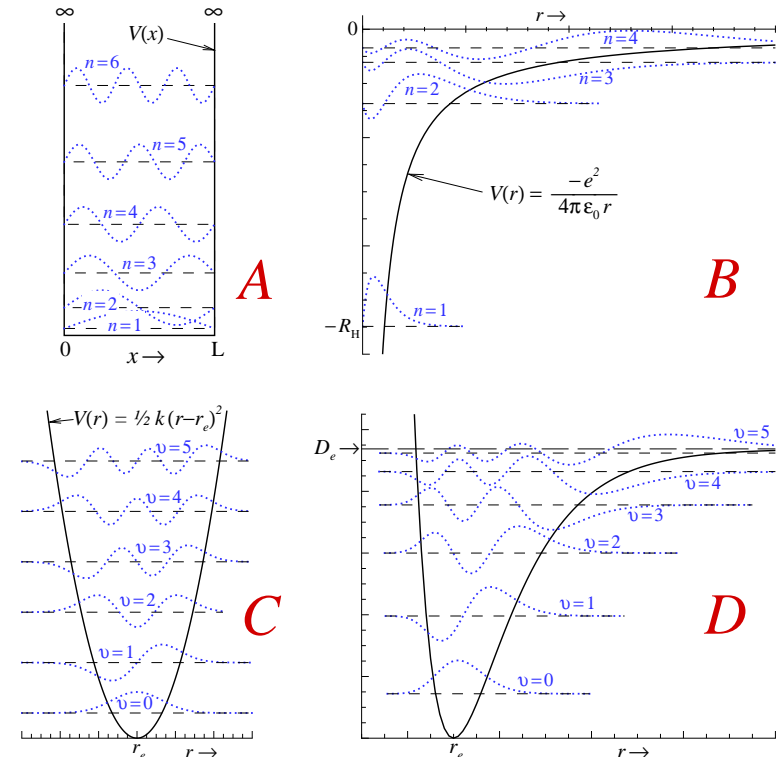 ∞ ∞
V(x)
n=6
n=5
n=4
n=3
n=2
n=1
0 L
x→
A
r→
0
n=4
n=3
n=2
V(r) = −e² / 4πε₀r
n=1
−R_H
B
V(r) = ½ k(r−r_e)²
υ=5
υ=4
υ=3
υ=2
υ=1
υ=0
r_e r→
C
D_e→
υ=5
υ=4
υ=3
υ=2
υ=1
υ=0
r_e r→
D